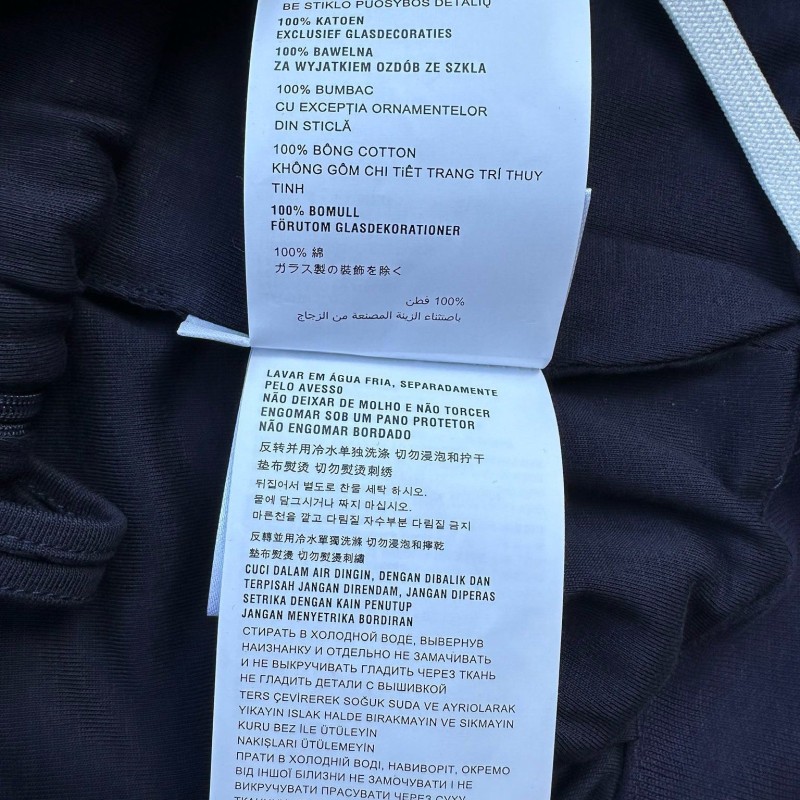 BE STIKLO PUOŠYBOS DETALIŲ
100% KATOEN
EXCLUSIEF GLASDECORATIES
100% BAWEŁNA
ZA WYJĄTKIEM OZDÓB ZE SZKŁA
100% BUMBAC
CU EXCEPȚIA ORNAMENTELOR
DIN STICLĂ
100% BÔNG COTTON
KHÔNG GỒM CHI TIẾT TRANG TRÍ THUỶ
TINH
100% BOMULL
FÖRUTOM GLASDEKORATIONER
100% 綿
ガラス製の装飾を除く
100% قطن
باستثناء الزينة المصنعة من الزجاج
LAVAR EM ÁGUA FRIA, SEPARADAMENTE
PELO AVESSO
NÃO DEIXAR DE MOLHO E NÃO TORCER
ENGOMAR SOB UM PANO PROTETOR
NÃO ENGOMAR BORDADO
反转并用冷水单独洗涤 切勿浸泡和拧干
垫布熨烫 切勿熨烫刺绣
뒤집어서 별도로 찬물 세탁 하시오.
물에 담그시거나 짜지 마십시오.
마른천을 깔고 다림질 자수부분 다림질 금지
反轉並用冷水單獨洗滌 切勿浸泡和擰乾
墊布熨燙 切勿熨燙刺繡
CUCI DALAM AIR DINGIN, DENGAN DIBALIK DAN
TERPISAH JANGAN DIRENDAM, JANGAN DIPERAS
SETRIKA DENGAN KAIN PENUTUP
JANGAN MENYETRIKA BORDIRAN
СТИРАТЬ В ХОЛОДНОЙ ВОДЕ, ВЫВЕРНУВ
НАИЗНАНКУ И ОТДЕЛЬНО НЕ ЗАМАЧИВАТЬ
И НЕ ВЫКРУЧИВАТЬ ГЛАДИТЬ ЧЕРЕЗ ТКАНЬ
НЕ ГЛАДИТЬ ДЕТАЛИ С ВЫШИВКОЙ
TERS ÇEVİREREK SOĞUK SUDA VE AYRIOLARAK
YIKAYIN ISLAK HALDE BIRAKMAYIN VE SIKMAYIN
KURU BEZ İLE ÜTÜLEYİN
NAKIŞLARI ÜTÜLEMEYİN
ПРАТИ В ХОЛОДНІЙ ВОДІ, НАВИВОРІТ, ОКРЕМО
ВІД ІНШОЇ БІЛИЗНИ НЕ ЗАМОЧУВАТИ І НЕ
ВИКРУЧУВАТИ ПРАСУВАТИ ЧЕРЕЗ СУХУ